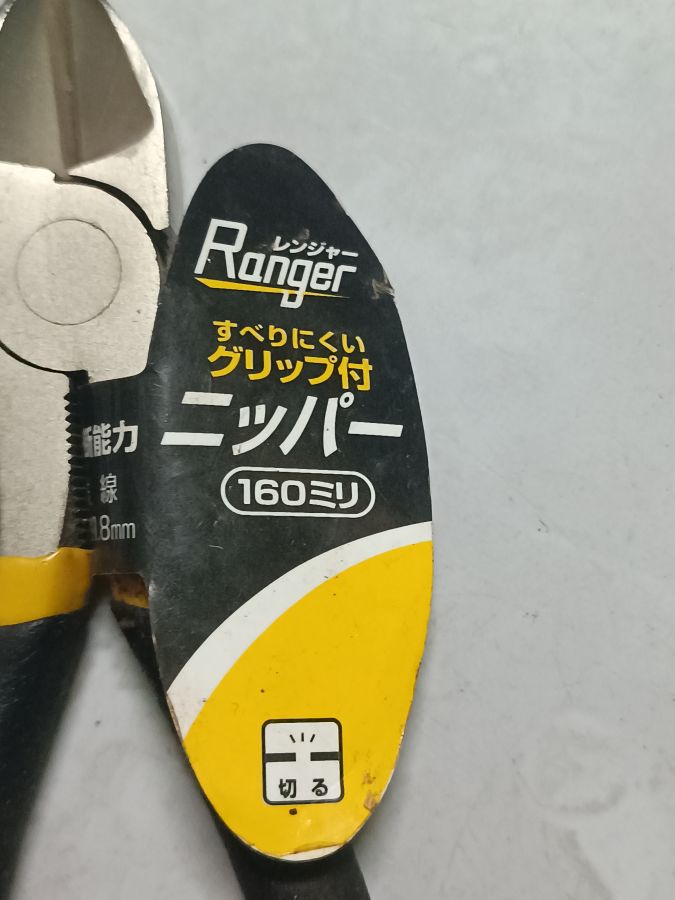 レンジャー
Ranger
すべりにくい
グリップ付
ニッパー
160ミリ
能力
線
.8mm
切る